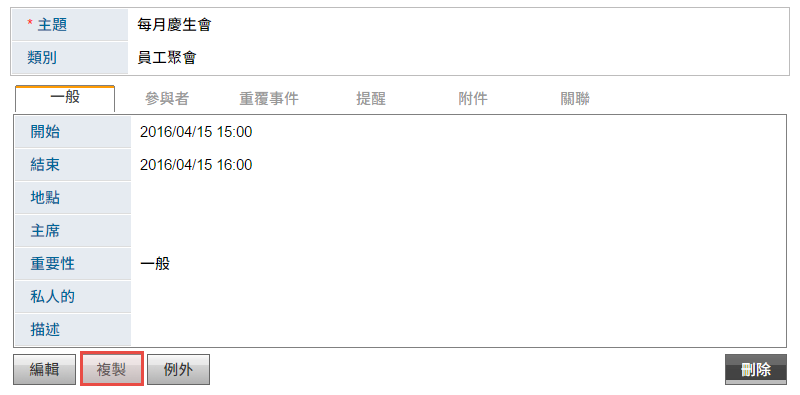 * 主題 每月慶生會
類別 員工聚會
一般 參與者 重覆事件 提醒 附件 關聯
開始 2016/04/15 15:00
結束 2016/04/15 16:00
地點
主席
重要性 一般
私人的
描述
編輯 複製 例外 刪除